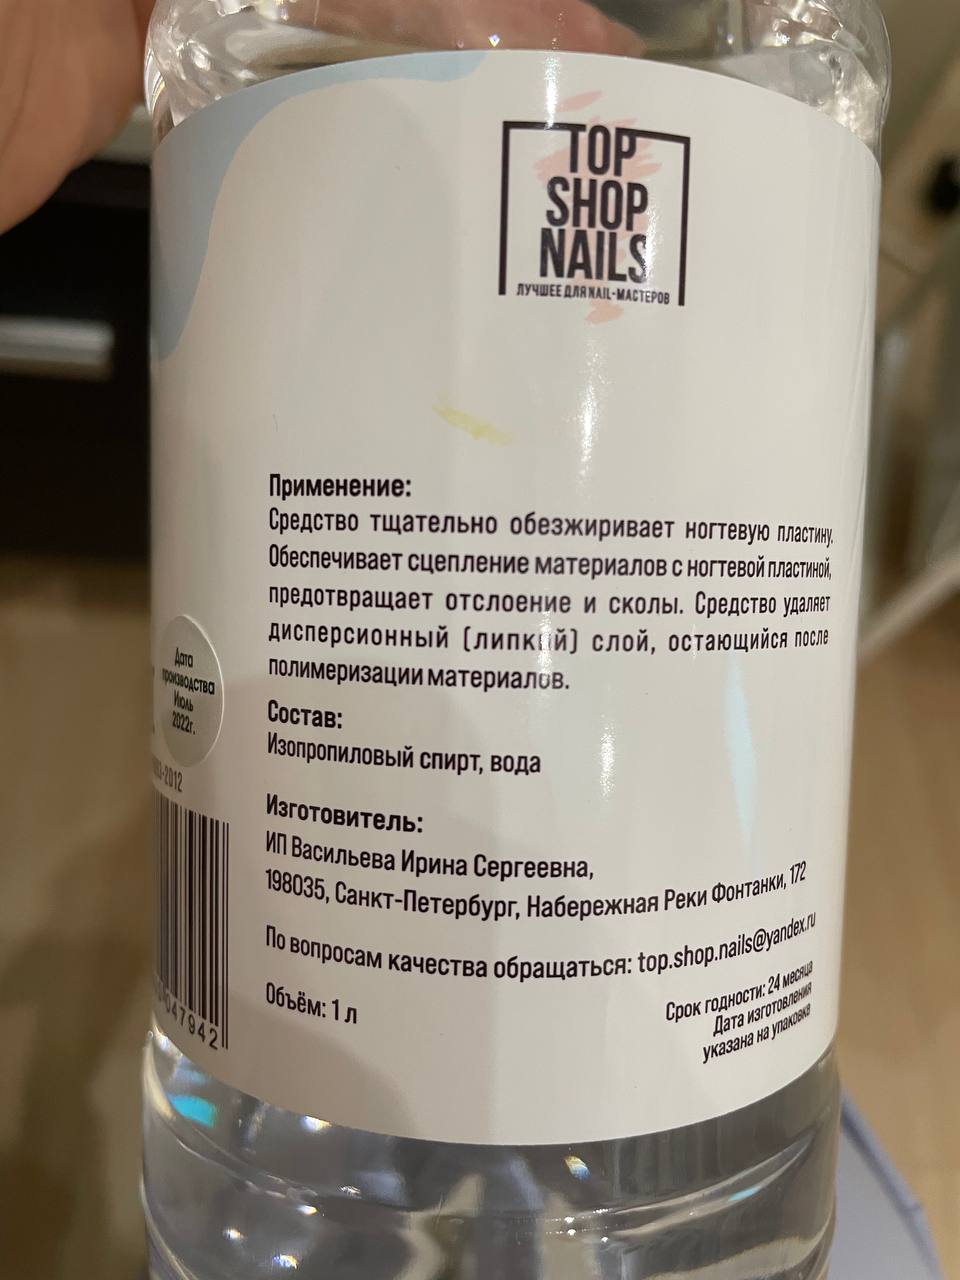 TOP
SHOP
NAILS
ЛУЧШЕЕ ДЛЯ NAIL-МАСТЕРОВ
Применение:
Средство тщательно обезжиривает ногтевую пластину.
Обеспечивает сцепление материалов с ногтевой пластиной,
предотвращает отслоение и сколы. Средство удаляет
дисперсионный (липкий) слой, остающийся после
полимеризации материалов.
Состав:
Изопропиловый спирт, вода
Изготовитель:
ИП Васильева Ирина Сергеевна,
198035, Санкт-Петербург, Набережная Реки Фонтанки, 172
По вопросам качества обращаться: top.shop.nails@yandex.ru
Объём: 1 л
Срок годности: 24 месяца
Дата изготовления
указана на упаковке
Дата
производства
Июль
2022г.
-2012
047942